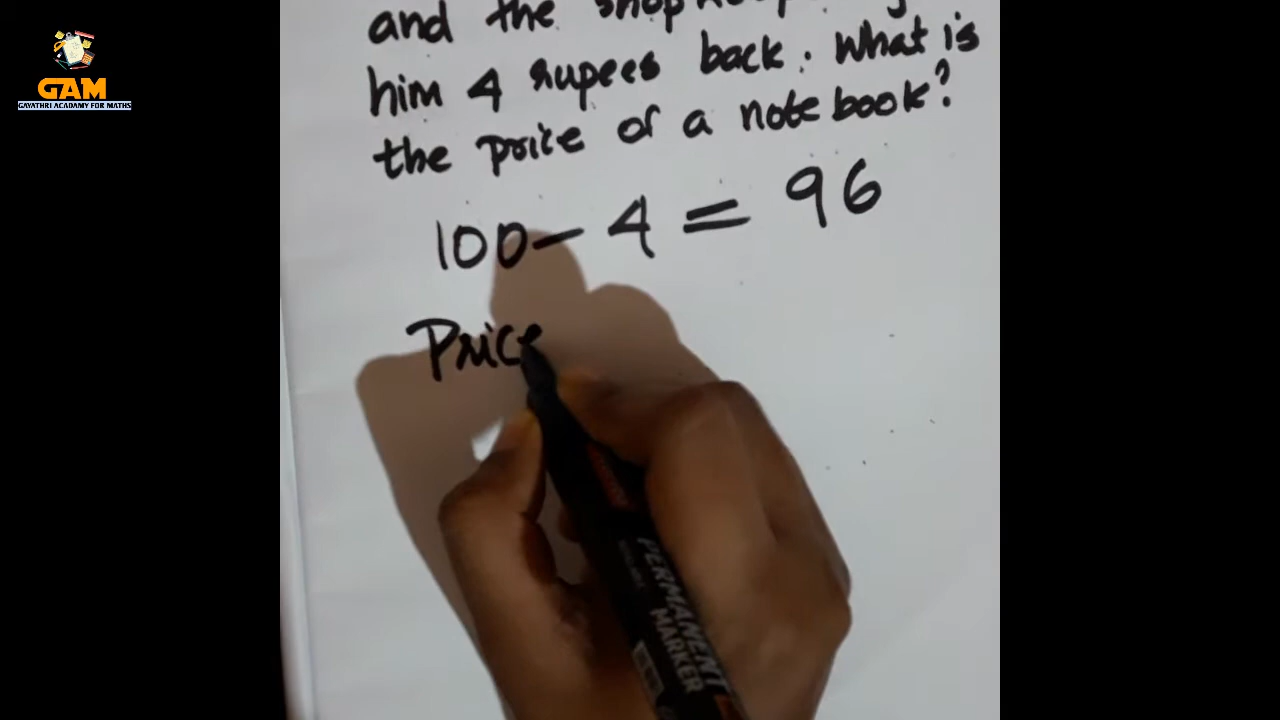 GAM
GAYATHRI ACADAMY FOR MATHS
and the
him 4 rupees back. What is
the price of a note book?
100 - 4 = 96
Price
PERMANENT
MARKER